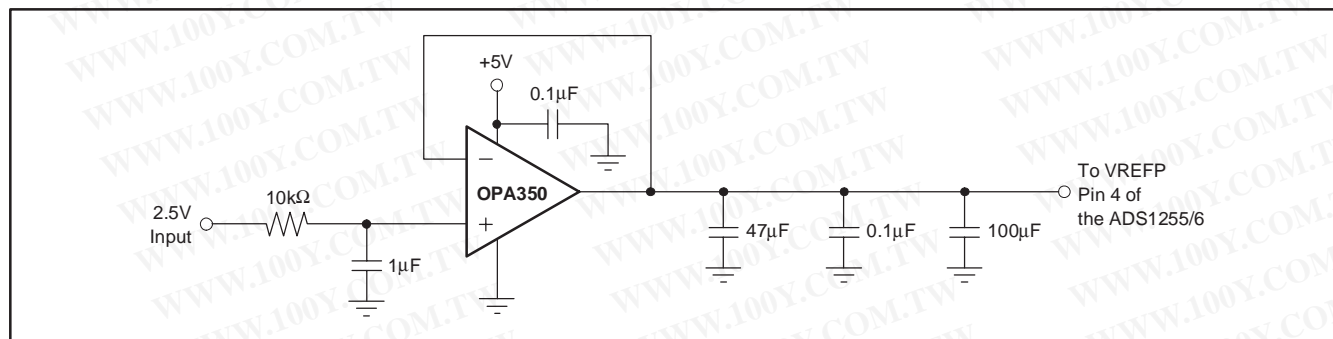 +5V
0.1µF
−
OPA350
+
10kΩ
2.5V
Input
1µF
47µF
0.1µF
100µF
To VREFP
Pin 4 of
the ADS1255/6
WWW.100Y.COM.TW